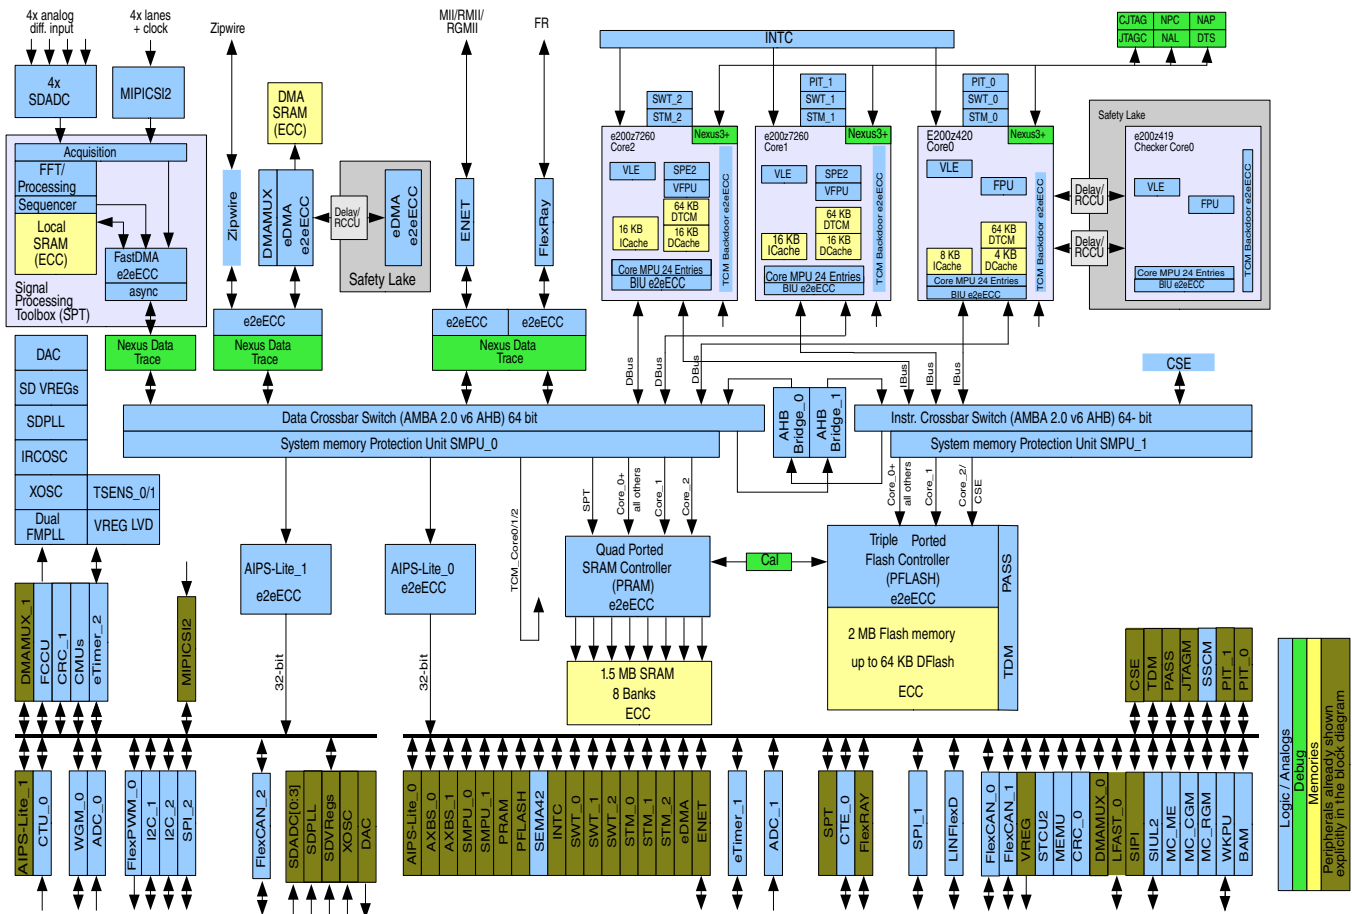 4x analog
diff. input
4x lanes
+ clock
Zipwire
MII/RMII/
RGMII
FR
INTC
CJTAG
NPC
NAP
JTAGC
NAL
DTS
4x
SDADC
MIPICSI2
DMA
SRAM
(ECC)
SWT_2
STM_2
PIT_1
SWT_1
STM_1
PIT_0
SWT_0
STM_0
Safety Lake
Acquisition
FFT/
Processing
Sequencer
Local
SRAM
(ECC)
FastDMA
e2eECC
async
Signal
Processing
Toolbox (SPT)
Zipwire
DMAMUX
eDMA
e2eECC
Delay/
RCCU
eDMA
e2eECC
Safety Lake
ENET
FlexRay
e200z7260
Core2
Nexus3+
VLE
SPE2
VFPU
64 KB
DTCM
16 KB
ICache
16 KB
DCache
Core MPU 24 Entries
BIU e2eECC
TCM Backdoor e2eECC
e200z7260
Core1
Nexus3+
VLE
SPE2
VFPU
64 KB
DTCM
16 KB
ICache
16 KB
DCache
Core MPU 24 Entries
BIU e2eECC
TCM Backdoor e2eECC
E200z420
Core0
Nexus3+
VLE
FPU
64 KB
DTCM
8 KB
ICache
4 KB
DCache
Core MPU 24 Entries
BIU e2eECC
TCM Backdoor e2eECC
Delay/
RCCU
Delay/
RCCU
e200z419
Checker Core0
VLE
FPU
Core MPU 24 Entries
BIU e2eECC
TCM Backdoor e2eECC
e2eECC
Nexus Data
Trace
e2eECC
e2eECC
Nexus Data
Trace
Nexus Data
Trace
DAC
SD VREGs
SDPLL
IRCOSC
XOSC
TSENS_0/1
Dual
FMPLL
VREG LVD
DBus
DBus
DBus
IBus
IBus
IBus
CSE
Data Crossbar Switch (AMBA 2.0 v6 AHB) 64 bit
System memory Protection Unit SMPU_0
AHB
Bridge_0
AHB
Bridge_1
Instr. Crossbar Switch (AMBA 2.0 v6 AHB) 64- bit
System memory Protection Unit SMPU_1
TCM_Core0/1/2
SPT
Core_0+
all others
Core_1
Core_2
Core_0+
all others
Core_1
Core_2/
CSE
AIPS-Lite_1
e2eECC
AIPS-Lite_0
e2eECC
Quad Ported
SRAM Controller
(PRAM)
e2eECC
Cal
Triple Ported
Flash Controller
(PFLASH)
e2eECC
PASS
TDM
2 MB Flash memory
up to 64 KB DFlash
ECC
1.5 MB SRAM
8 Banks
ECC
32-bit
32-bit
DMAMUX_1
FCCU
CRC_1
CMUs
eTimer_2
MIPICSI2
CSE
TDM
PASS
JTAGM
SSCM
PIT_1
PIT_0
AIPS-Lite_1
CTU_0
WGM_0
ADC_0
FlexPWM_0
I2C_1
I2C_2
SPI_2
FlexCAN_2
SDADC[0:3]
SDPLL
SDVRegs
XOSC
DAC
AIPS-Lite_0
AXBS_0
AXBS_1
SMPU_0
SMPU_1
PRAM
PFLASH
SEMA42
INTC
SWT_0
SWT_1
SWT_2
STM_0
STM_1
STM_2
eDMA
ENET
eTimer_1
ADC_1
SPT
CTE_0
FlexRAY
SPI_1
LINFlexD
FlexCAN_0
FlexCAN_1
VREG
STCU2
MEMU
CRC_0
DMAMUX_0
LFAST_0
SIPI
SIUL2
MC_ME
MC_CGM
MC_RGM
WKPU
BAM
Logic / Analogs
Debug
Memories
Peripherals already shown
explicitly in the block diagram